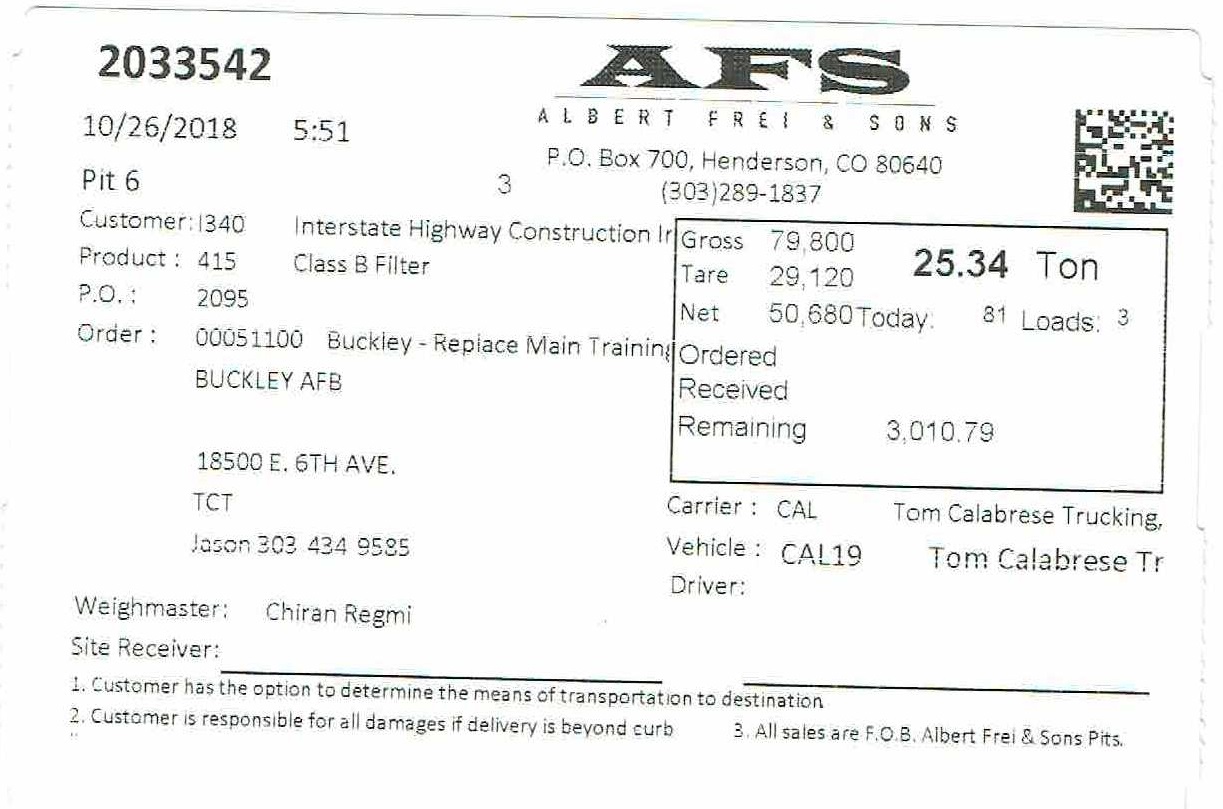 2033542
AFS
ALBERT FREI & SONS
10/26/2018 5:51
P.O. Box 700, Henderson, CO 80640
Pit 6 3 (303)289-1837
Customer: I340 Interstate Highway Construction Ir
Product : 415 Class B Filter
P.O. : 2095
Order : 00051100 Buckley - Replace Main Training
BUCKLEY AFB
18500 E. 6TH AVE.
TCT
Jason 303 434 9585
Gross 79,800 25.34 Ton
Tare 29,120
Net 50,680 Today: 81 Loads: 3
Ordered
Received
Remaining 3,010.79
Carrier : CAL Tom Calabrese Trucking,
Vehicle : CAL19 Tom Calabrese Tr
Driver:
Weighmaster: Chiran Regmi
Site Receiver:
1. Customer has the option to determine the means of transportation to destination
2. Customer is responsible for all damages if delivery is beyond curb 3. All sales are F.O.B. Albert Frei & Sons Pits.